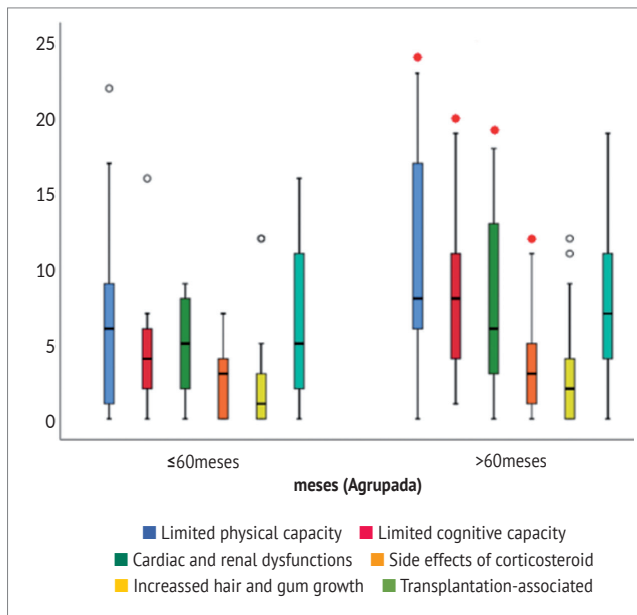 25
20
15
10
5
0
≤60meses >60meses
meses (Agrupada)
Limited physical capacity Limited cognitive capacity
Cardiac and renal dysfunctions Side effects of corticosteroid
Increassed hair and gum growth Transplantation-associated